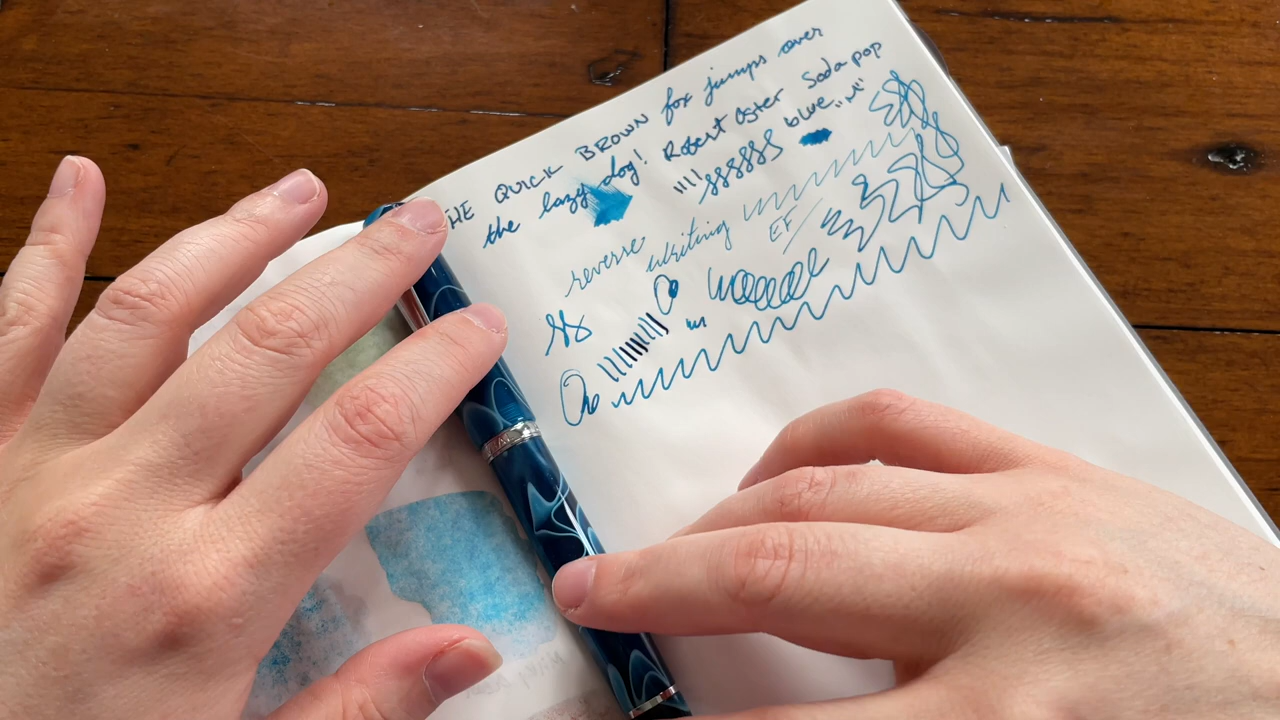 THE QUICK BROWN fox jumps over
the lazy dog! Robert Oster Soda pop
blue
reverse writing EF